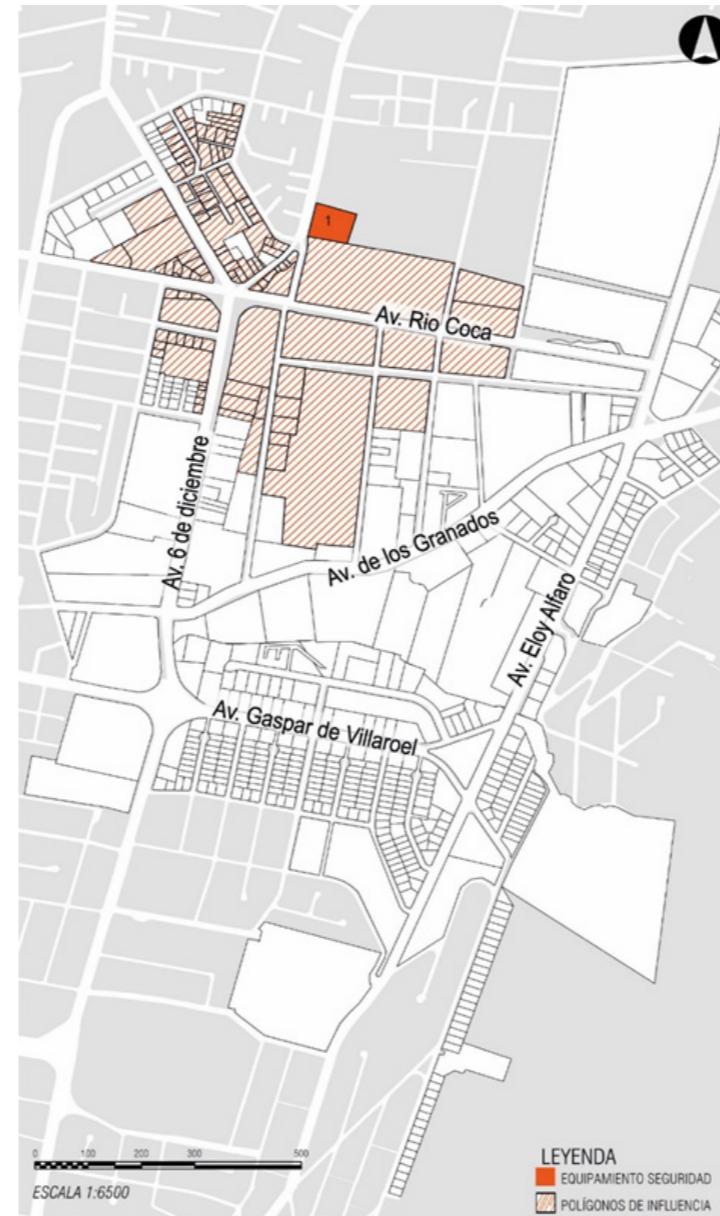 1
Av. Rio Coca
Av. 6 de diciembre
Av. de los Granados
Av. Eloy Alfaro
Av. Gaspar de Villaroel
0 100 200 300 500
ESCALA 1:6500
LEYENDA
EQUIPAMIENTO SEGURIDAD
POLÍGONOS DE INFLUENCIA